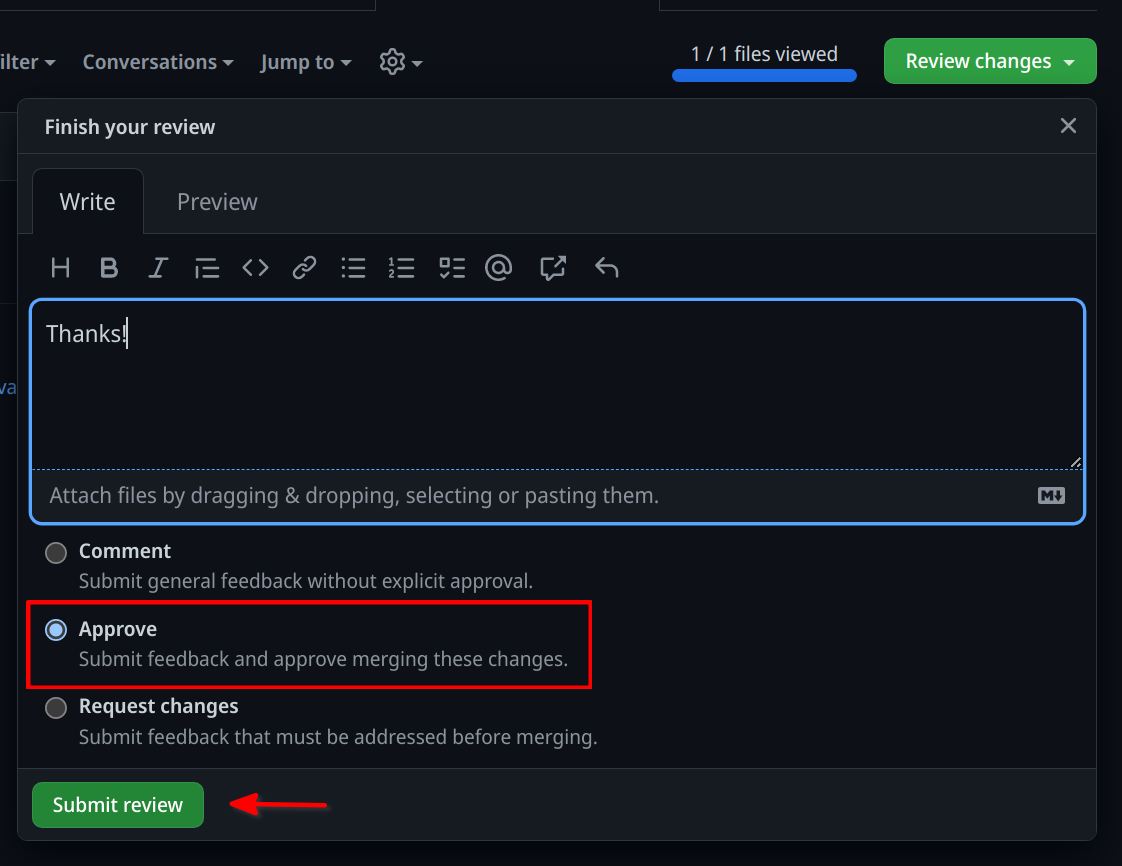 ilter Conversations Jump to 1 / 1 files viewed Review changes
Finish your review
Write Preview
Thanks!
va
Attach files by dragging & dropping, selecting or pasting them.
Comment
Submit general feedback without explicit approval.
Approve
Submit feedback and approve merging these changes.
Request changes
Submit feedback that must be addressed before merging.
Submit review